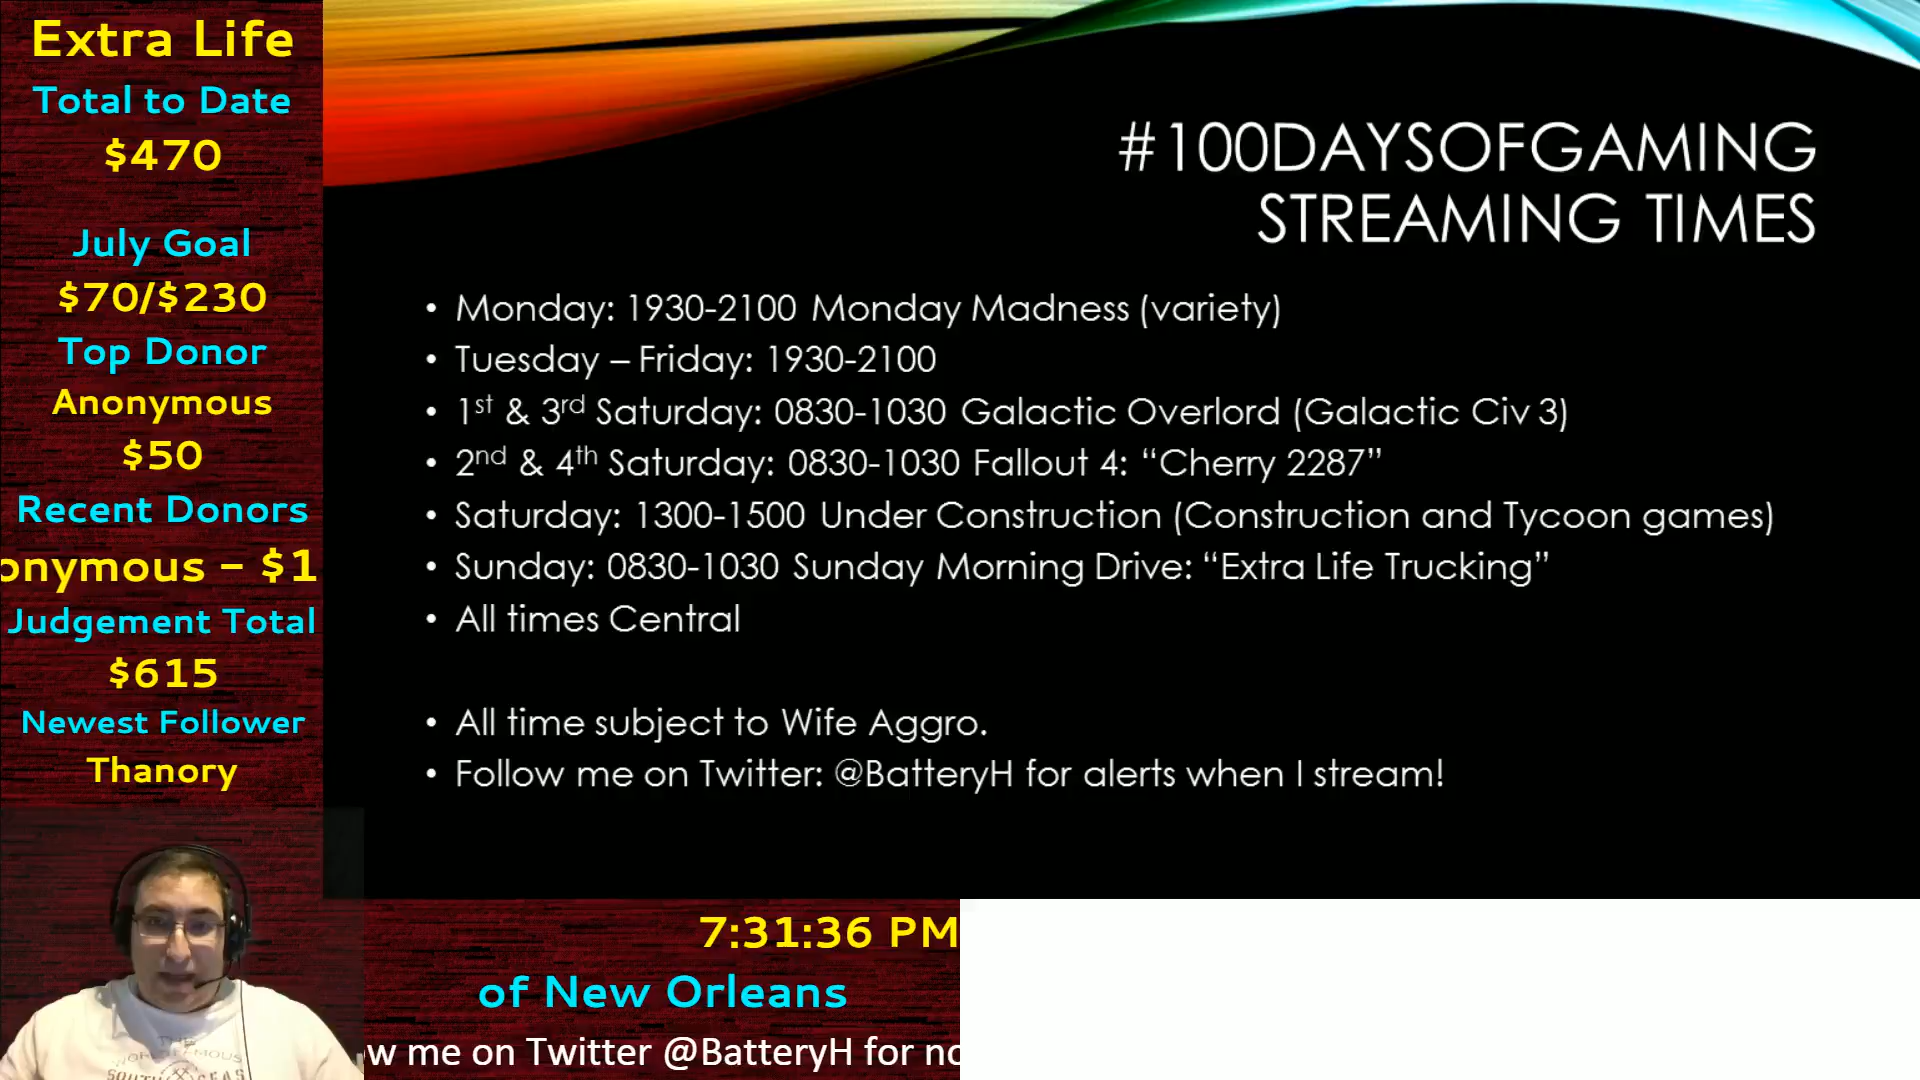 Extra Life
Total to Date
$470
July Goal
$70/$230
Top Donor
Anonymous
$50
Recent Donors
onymous - $1
Judgement Total
$615
Newest Follower
Thanory
#100DAYSOFGAMING
STREAMING TIMES
• Monday: 1930-2100 Monday Madness (variety)
• Tuesday – Friday: 1930-2100
• 1st & 3rd Saturday: 0830-1030 Galactic Overlord (Galactic Civ 3)
• 2nd & 4th Saturday: 0830-1030 Fallout 4: “Cherry 2287”
• Saturday: 1300-1500 Under Construction (Construction and Tycoon games)
• Sunday: 0830-1030 Sunday Morning Drive: “Extra Life Trucking”
• All times Central
• All time subject to Wife Aggro.
• Follow me on Twitter: @BatteryH for alerts when I stream!
7:31:36 PM
of New Orleans
w me on Twitter @BatteryH for no
THE
WORLD FAMOUS
SOUTH SEAS